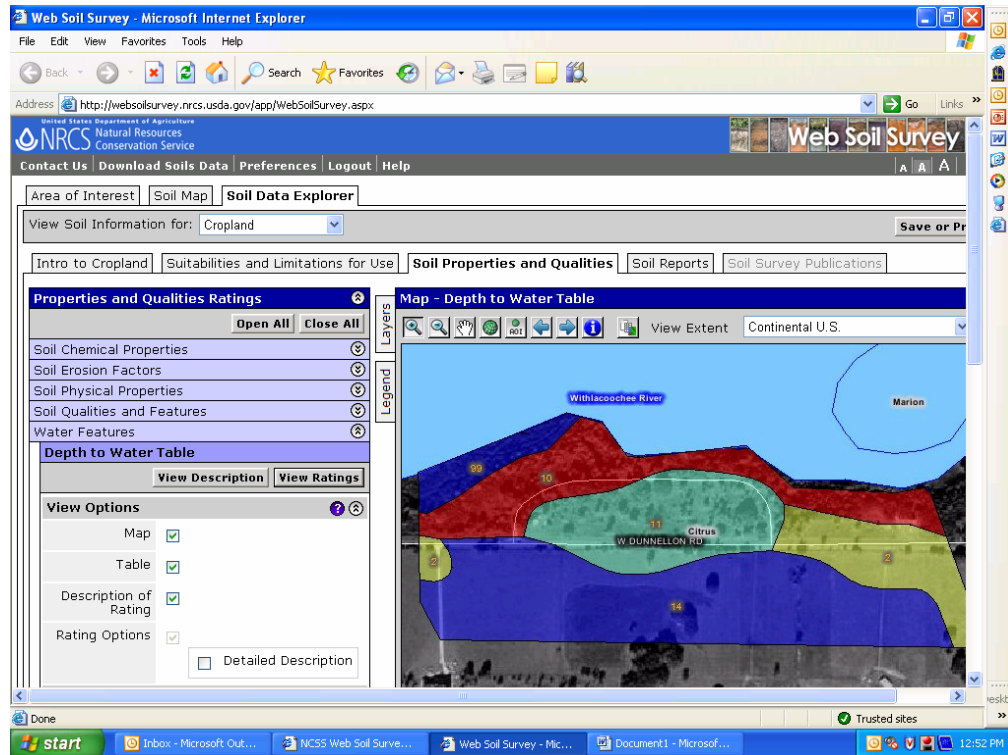 Web Soil Survey - Microsoft Internet Explorer
File Edit View Favorites Tools Help
Back Search Favorites
Address http://websoilsurvey.nrcs.usda.gov/app/WebSoilSurvey.aspx Go Links »
United States Department of Agriculture
NRCS Natural Resources Conservation Service
Web Soil Survey
Contact Us | Download Soils Data | Preferences | Logout | Help A A A
Area of Interest Soil Map Soil Data Explorer
View Soil Information for: Cropland Save or Pr
Intro to Cropland Suitabilities and Limitations for Use Soil Properties and Qualities Soil Reports Soil Survey Publications
Properties and Qualities Ratings
Open All Close All
Soil Chemical Properties
Soil Erosion Factors
Soil Physical Properties
Soil Qualities and Features
Water Features
Depth to Water Table
View Description View Ratings
View Options
Map
Table
Description of
Rating
Rating Options
Detailed Description
Layers
Legend
Map - Depth to Water Table
AOI View Extent Continental U.S.
Withlacoochee River
Marion
99
10
11
Citrus
W DUNNELLON RD
2
2
14
Done Trusted sites
eskt »
start Inbox - Microsoft Out... NCSS Web Soil Surve... Web Soil Survey - Mic... Document1 - Microsof... 12:52 PM